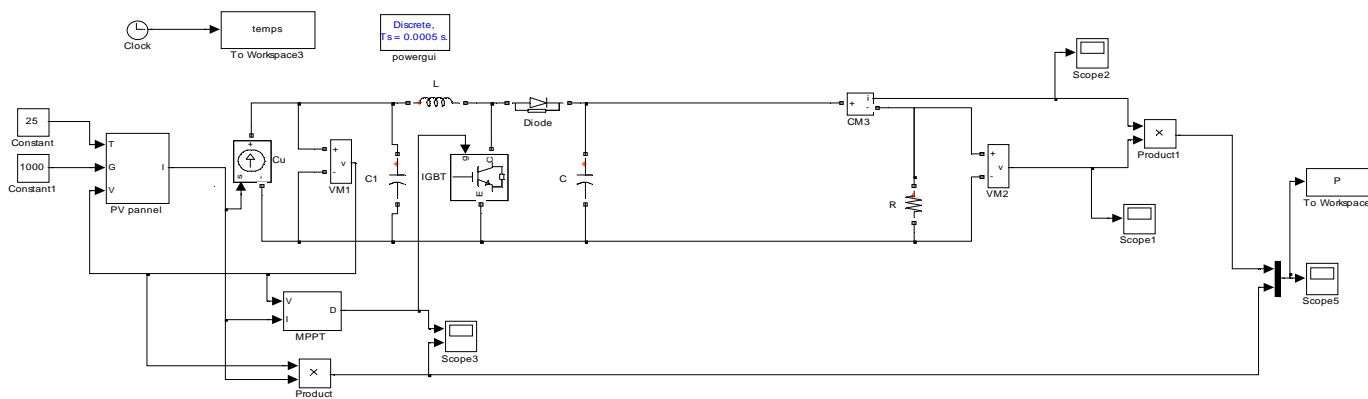 Clock
temps
To Workspace3
Discrete,
Ts = 0.0005 s.
powergui
25
Constant
1000
Constant1
T
G
V
I
PV pannel
+
-
s
Cu
+
-
v
VM1
L
C1
+
IGBT
g
C
E
Diode
C
+
+
i
-
CM3
Scope2
R
+
-
v
VM2
Scope1
×
Product1
P
To Workspace
Scope5
V
I
D
MPPT
Scope3
×
Product